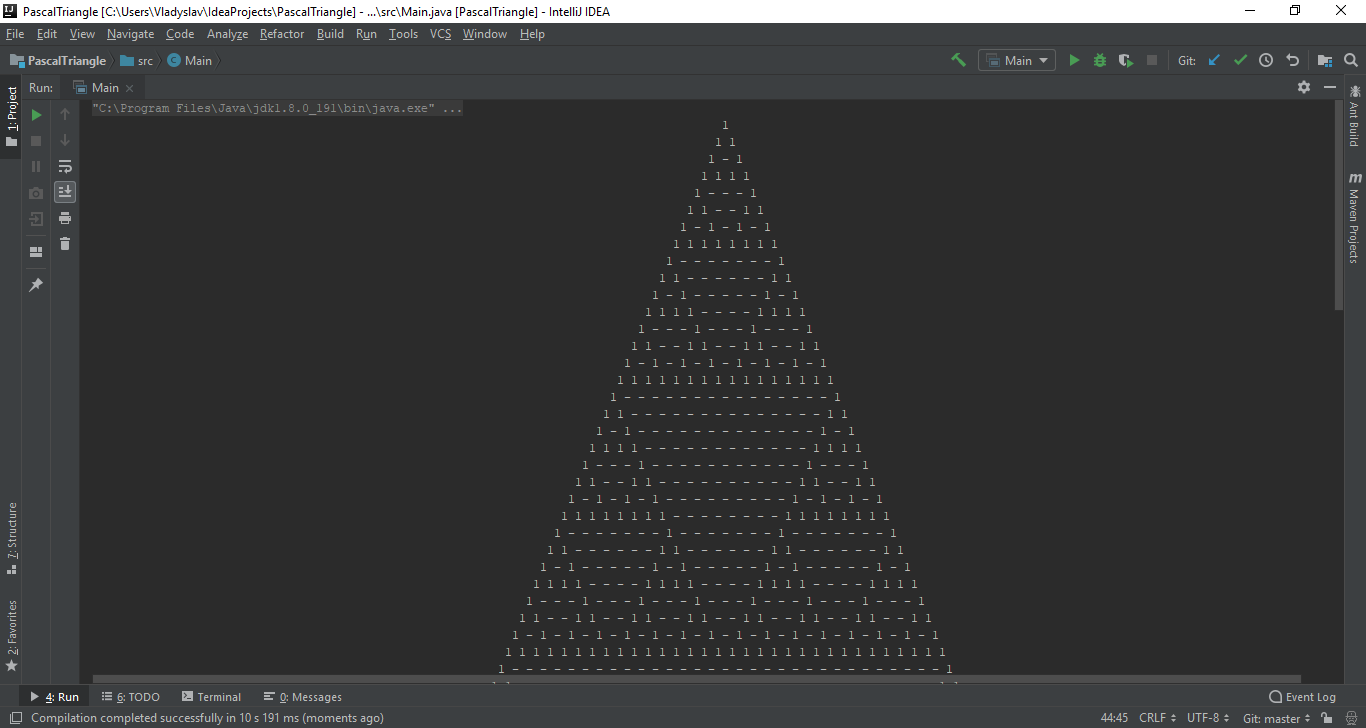 PascalTriangle [C:\Users\Vladyslav\IdeaProjects\PascalTriangle] - ...\src\Main.java [PascalTriangle] - IntelliJ IDEA
File Edit View Navigate Code Analyze Refactor Build Run Tools VCS Window Help
PascalTriangle src Main Main Git:
Run: Main
1: Project
7: Structure
2: Favorites
"C:\Program Files\Java\jdk1.8.0_191\bin\java.exe" ...
1
1 1
1 - 1
1 1 1 1
1 - - - 1
1 1 - - 1 1
1 - 1 - 1 - 1
1 1 1 1 1 1 1 1
1 - - - - - - - 1
1 1 - - - - - - 1 1
1 - 1 - - - - - 1 - 1
1 1 1 1 - - - - 1 1 1 1
1 - - - 1 - - - 1 - - - 1
1 1 - - 1 1 - - 1 1 - - 1 1
1 - 1 - 1 - 1 - 1 - 1 - 1 - 1
1 1 1 1 1 1 1 1 1 1 1 1 1 1 1 1
1 - - - - - - - - - - - - - - - 1
1 1 - - - - - - - - - - - - - - 1 1
1 - 1 - - - - - - - - - - - - - 1 - 1
1 1 1 1 - - - - - - - - - - - - 1 1 1 1
1 - - - 1 - - - - - - - - - - - 1 - - - 1
1 1 - - 1 1 - - - - - - - - - - 1 1 - - 1 1
1 - 1 - 1 - 1 - - - - - - - - - 1 - 1 - 1 - 1
1 1 1 1 1 1 1 1 - - - - - - - - 1 1 1 1 1 1 1 1
1 - - - - - - - 1 - - - - - - - 1 - - - - - - - 1
1 1 - - - - - - 1 1 - - - - - - 1 1 - - - - - - 1 1
1 - 1 - - - - - 1 - 1 - - - - - 1 - 1 - - - - - 1 - 1
1 1 1 1 - - - - 1 1 1 1 - - - - 1 1 1 1 - - - - 1 1 1 1
1 - - - 1 - - - 1 - - - 1 - - - 1 - - - 1 - - - 1 - - - 1
1 1 - - 1 1 - - 1 1 - - 1 1 - - 1 1 - - 1 1 - - 1 1 - - 1 1
1 - 1 - 1 - 1 - 1 - 1 - 1 - 1 - 1 - 1 - 1 - 1 - 1 - 1 - 1 - 1
1 1 1 1 1 1 1 1 1 1 1 1 1 1 1 1 1 1 1 1 1 1 1 1 1 1 1 1 1 1 1 1
1 - - - - - - - - - - - - - - - - - - - - - - - - - - - - - - - 1
Ant Build
m Maven Projects
4: Run 6: TODO Terminal 0: Messages Event Log
Compilation completed successfully in 10 s 191 ms (moments ago) 44:45 CRLF UTF-8 Git: master